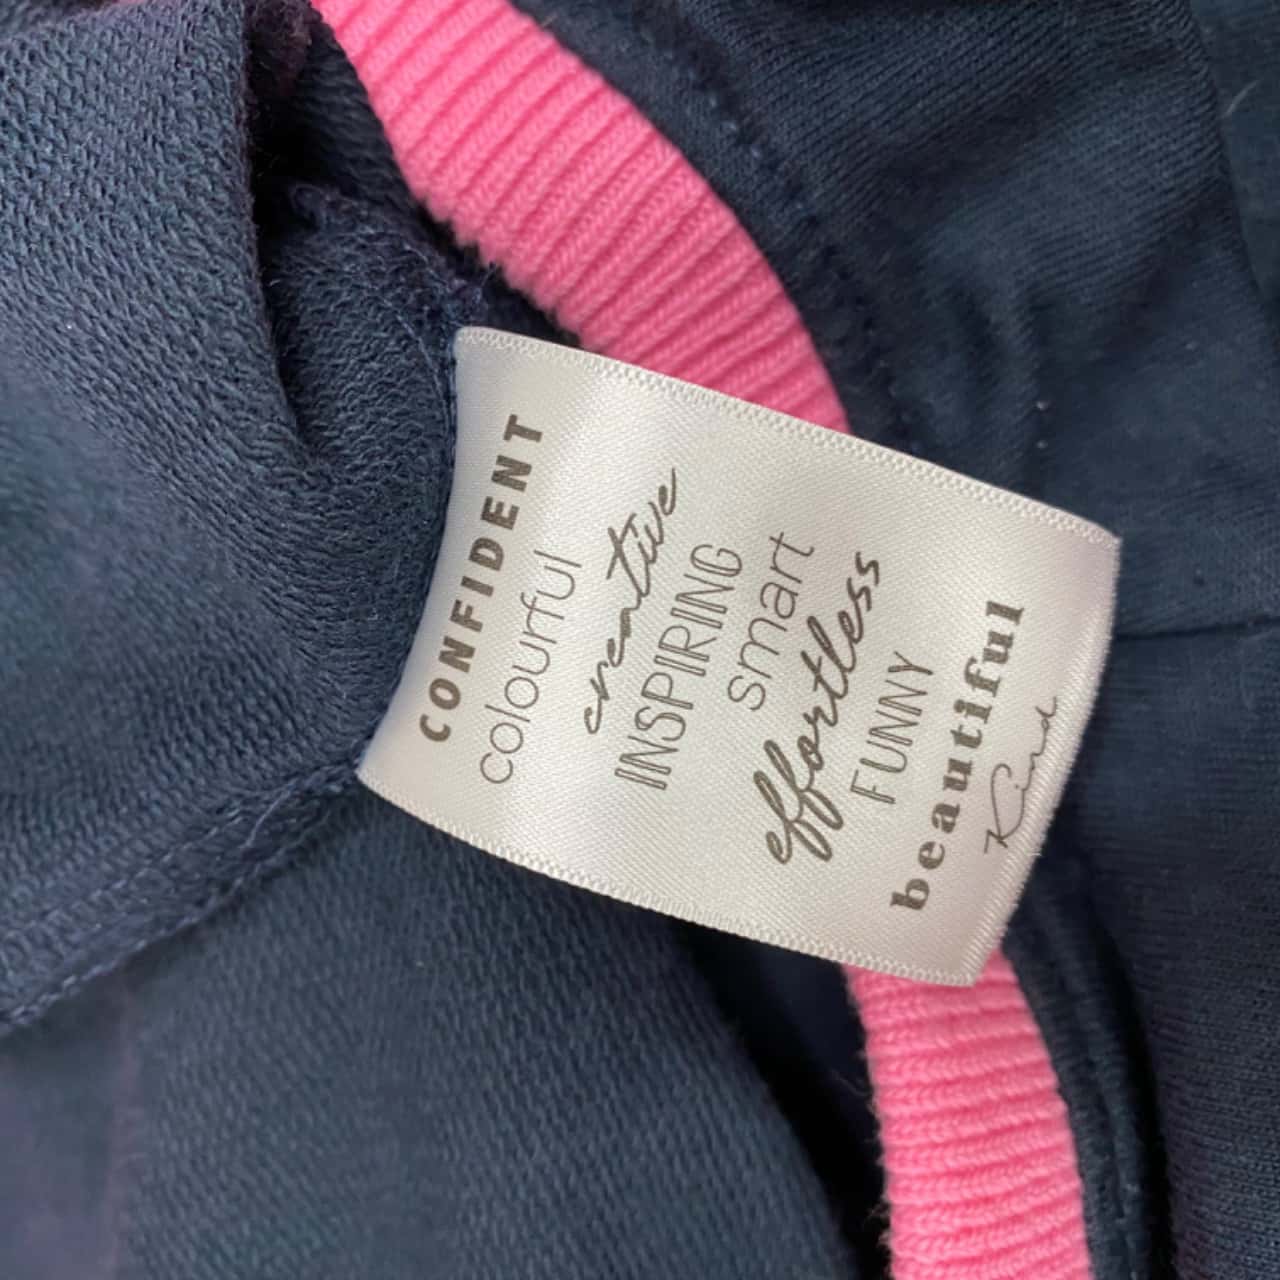 CONFIDENT
colourful
creative
INSPIRING
smart
effortless
FUNNY
beautiful
Kind